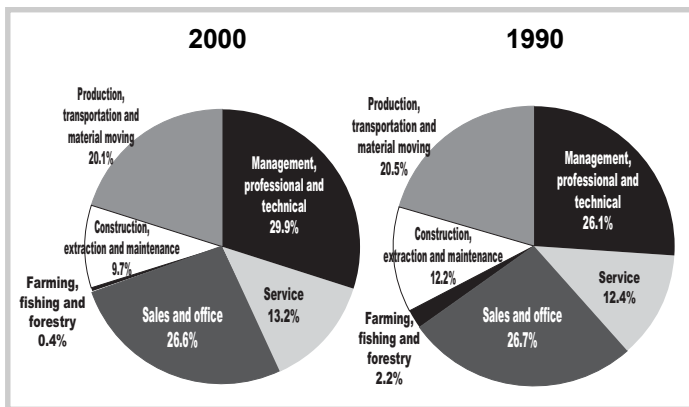 2000
1990
Production,
transportation and
material moving
20.1%
Management,
professional and
technical
29.9%
Construction,
extraction and maintenance
9.7%
Service
13.2%
Farming,
fishing and
forestry
0.4%
Sales and office
26.6%
Production,
transportation and
material moving
20.5%
Management,
professional and
technical
26.1%
Construction,
extraction and maintenance
12.2%
Service
12.4%
Farming,
fishing and
forestry
2.2%
Sales and office
26.7%